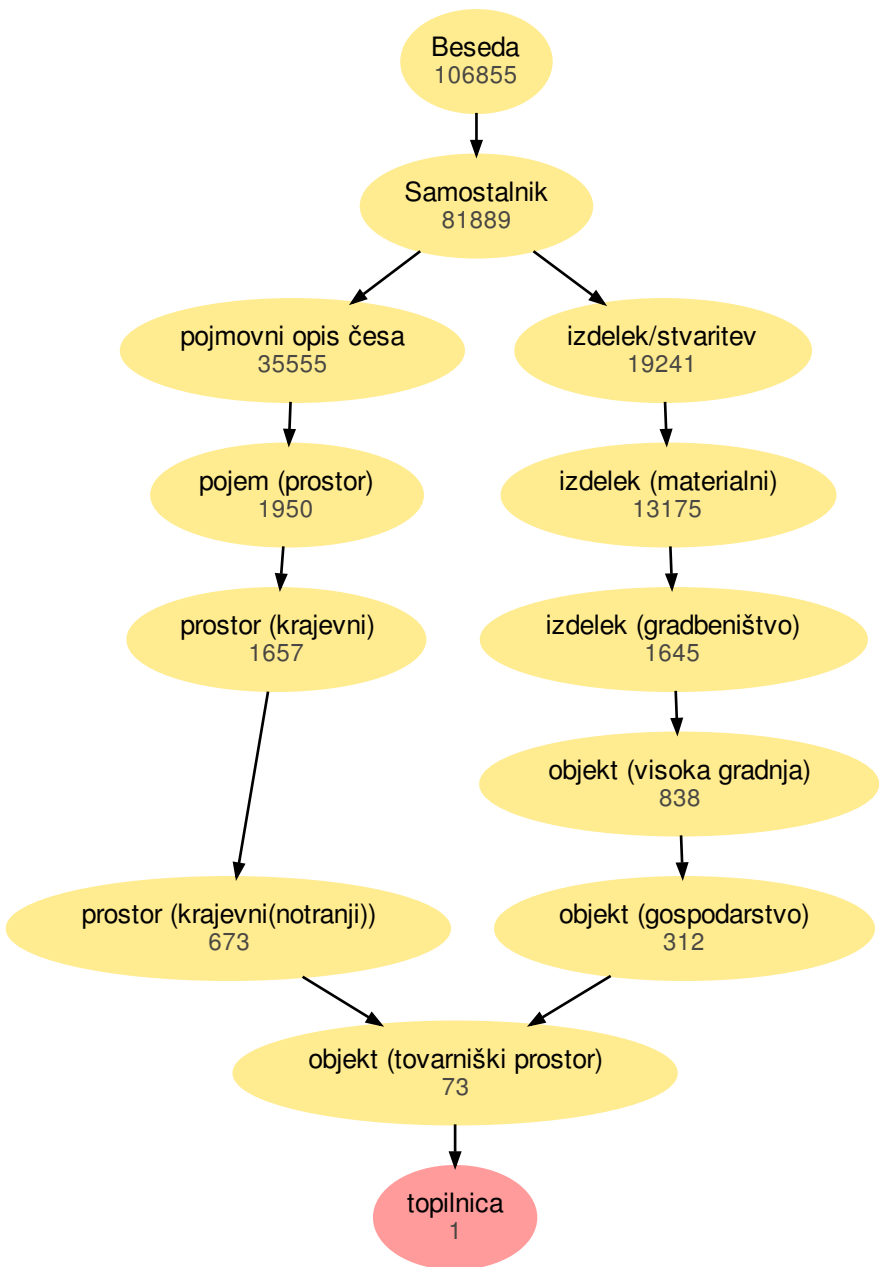 Beseda
106855
Samostalnik
81889
pojmovni opis česa
35555
izdelek/stvaritev
19241
pojem (prostor)
1950
izdelek (materialni)
13175
prostor (krajevni)
1657
izdelek (gradbeništvo)
1645
objekt (visoka gradnja)
838
prostor (krajevni(notranji))
673
objekt (gospodarstvo)
312
objekt (tovarniški prostor)
73
topilnica
1